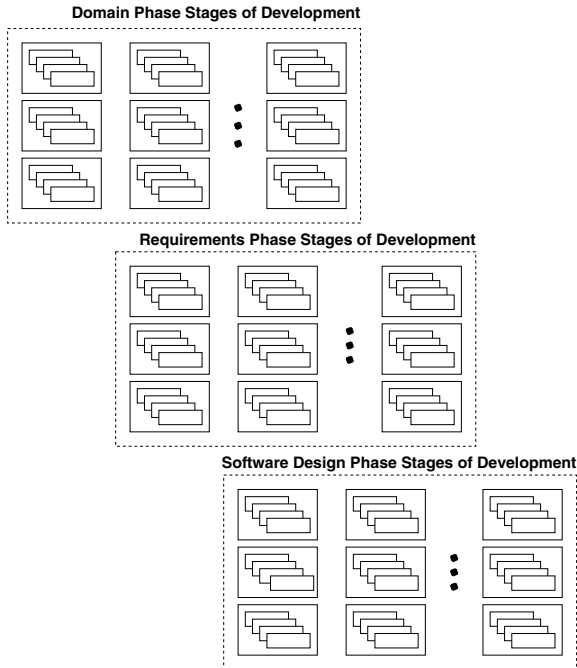 Domain Phase Stages of Development
Requirements Phase Stages of Development
Software Design Phase Stages of Development